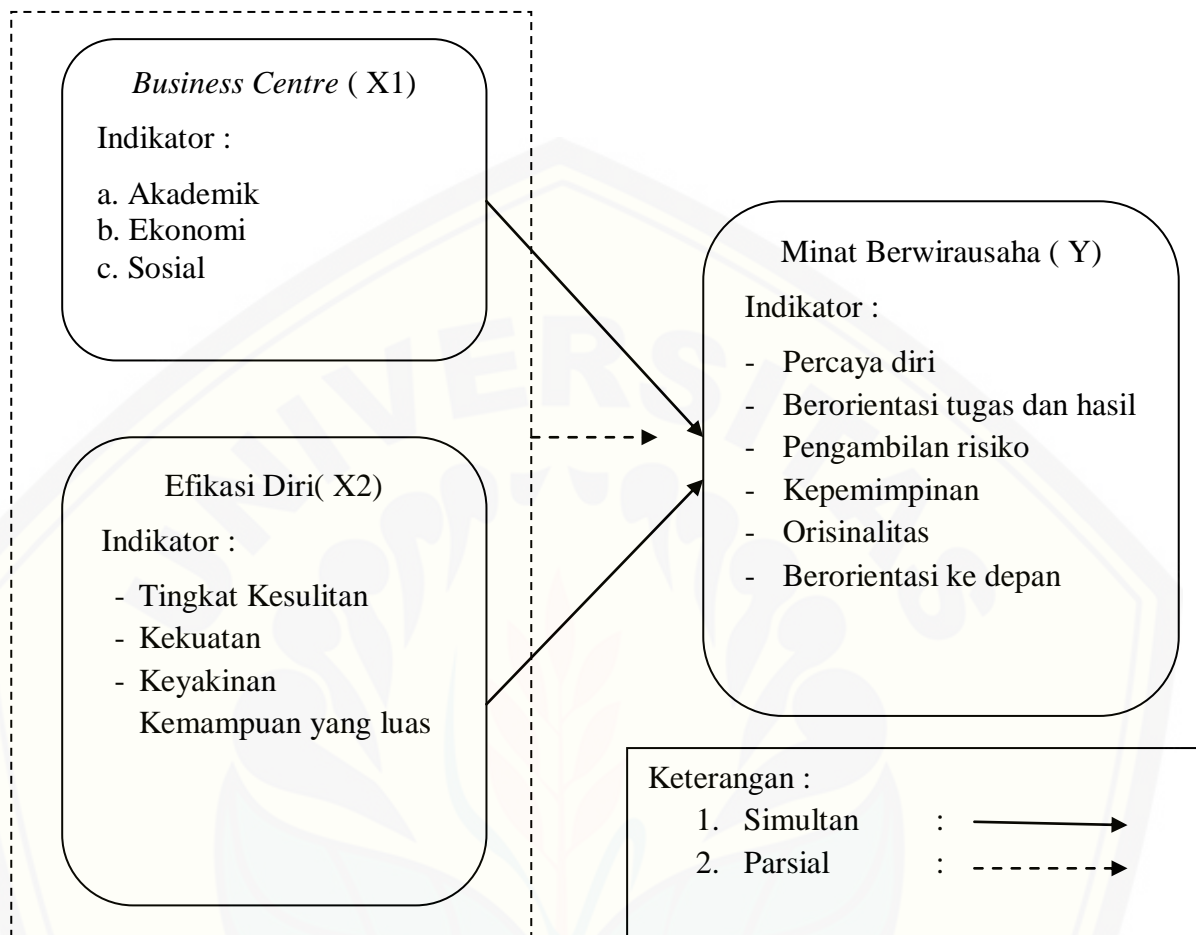 Business Centre ( X1)
Indikator :
a. Akademik
b. Ekonomi
c. Sosial
Efikasi Diri( X2)
Indikator :
- Tingkat Kesulitan
- Kekuatan
- Keyakinan
Kemampuan yang luas
Minat Berwirausaha ( Y)
Indikator :
- Percaya diri
- Berorientasi tugas dan hasil
- Pengambilan risiko
- Kepemimpinan
- Orisinalitas
- Berorientasi ke depan
Keterangan :
1. Simultan :
2. Parsial :
UNIVERSITAS